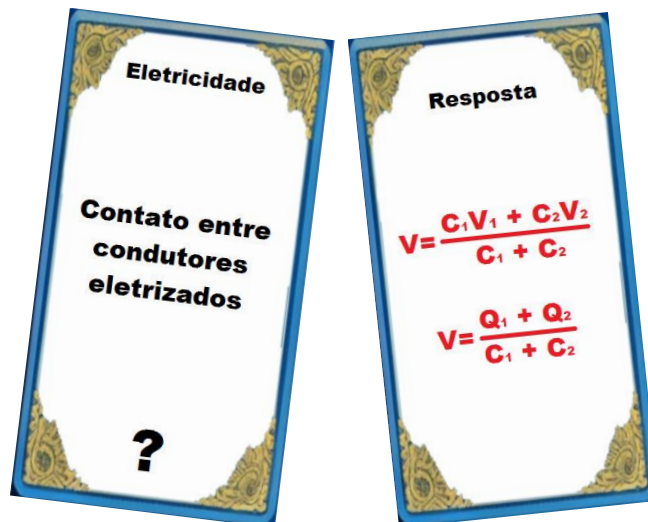 Eletricidade
Contato entre
condutores
eletrizados
?
Resposta
V= C₁V₁ + C₂V₂
C₁ + C₂
V= Q₁ + Q₂
C₁ + C₂